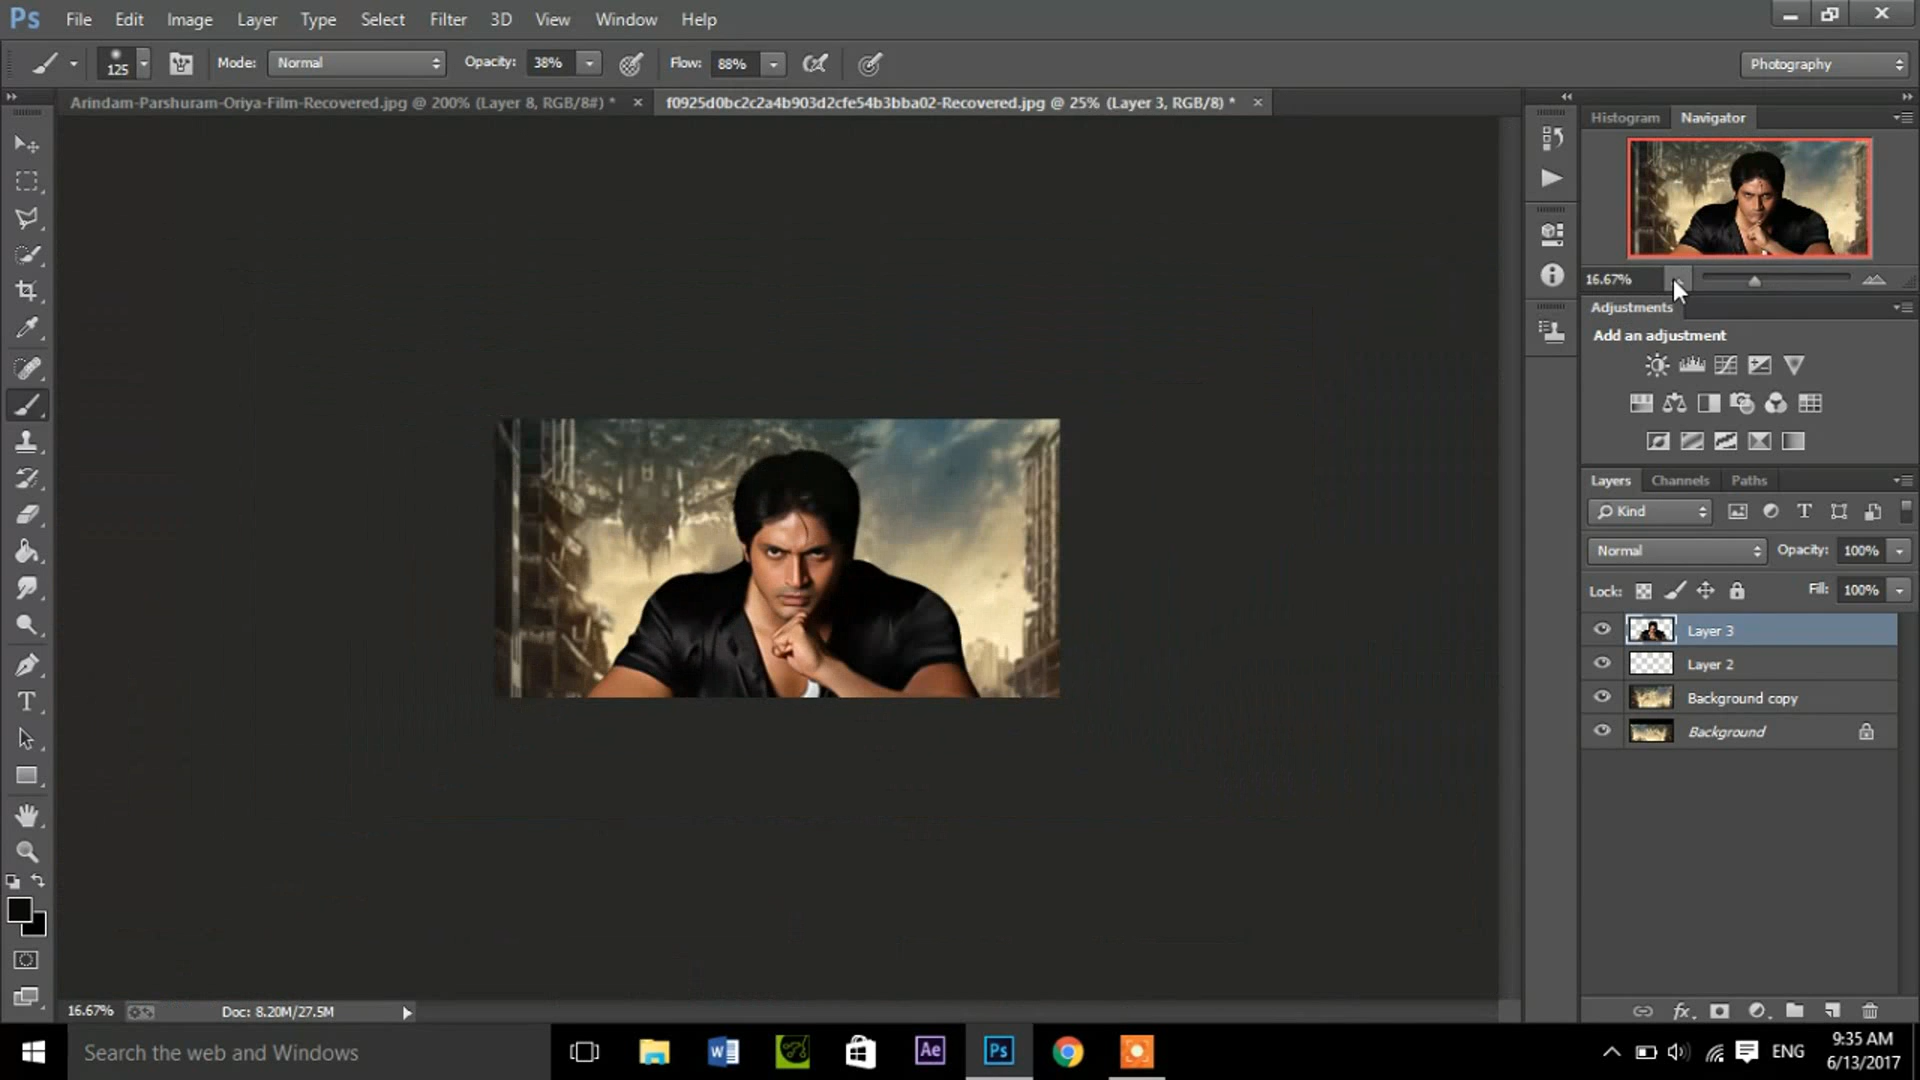 Ps File Edit Image Layer Type Select Filter 3D View Window Help
125 Mode: Normal Opacity: 38% Flow: 88% Photography
Arindam-Parshuram-Oriya-Film-Recovered.jpg @ 200% (Layer 8, RGB/8#) * × f0925d0bc2c2a4b903d2cfe54b3bba02-Recovered.jpg @ 25% (Layer 3, RGB/8) * ×
Histogram Navigator
16.67%
Adjustments
Add an adjustment
Layers Channels Paths
Kind
Normal Opacity: 100%
Lock: Fill: 100%
Layer 3
Layer 2
Background copy
Background
16.67% Doc: 8.20M/27.5M
Search the web and Windows
Ae Ps
ENG
9:35 AM
6/13/2017